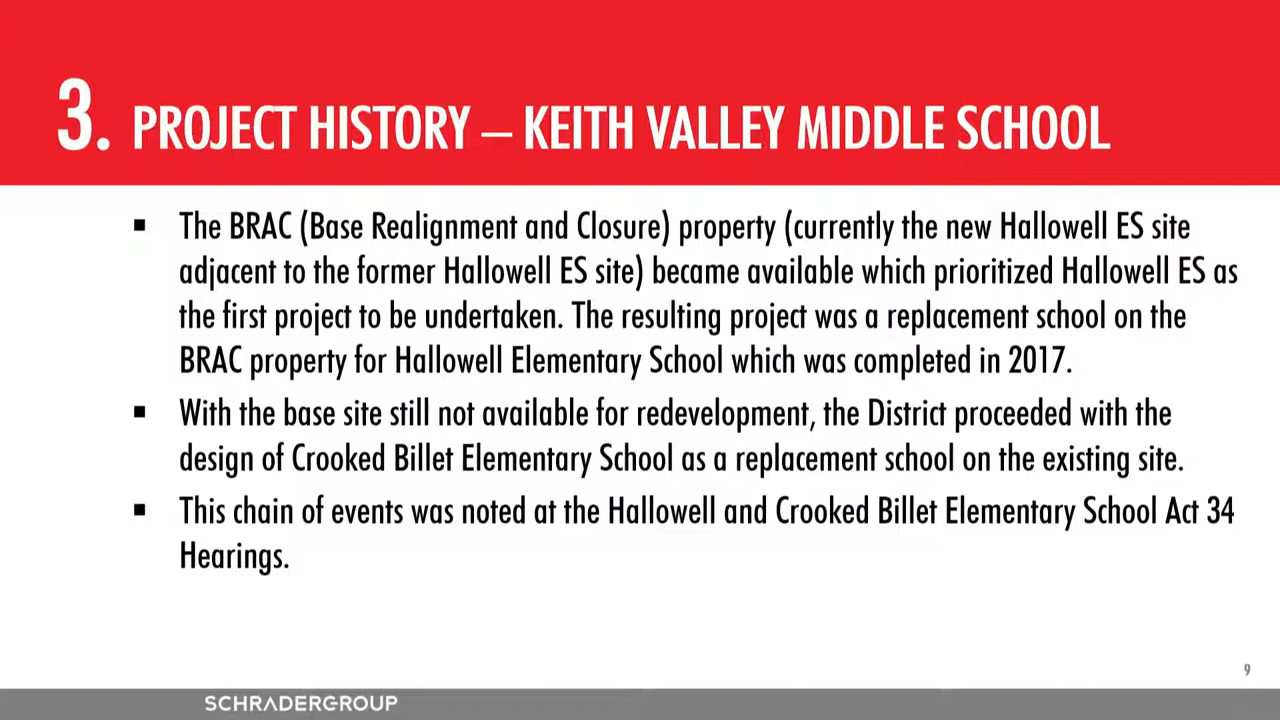 3. PROJECT HISTORY – KEITH VALLEY MIDDLE SCHOOL
▪ The BRAC (Base Realignment and Closure) property (currently the new Hallowell ES site
adjacent to the former Hallowell ES site) became available which prioritized Hallowell ES as
the first project to be undertaken. The resulting project was a replacement school on the
BRAC property for Hallowell Elementary School which was completed in 2017.
▪ With the base site still not available for redevelopment, the District proceeded with the
design of Crooked Billet Elementary School as a replacement school on the existing site.
▪ This chain of events was noted at the Hallowell and Crooked Billet Elementary School Act 34
Hearings.
9
SCHRADERGROUP